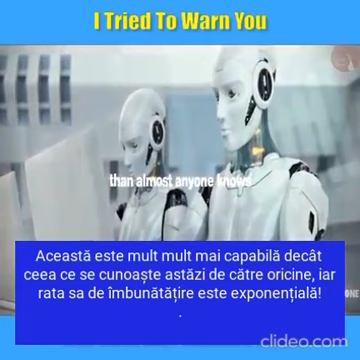 I Tried To Warn You
than almost anyone knows
Această este mult mult mai capabilă decât
ceea ce se cunoaște astăzi de către oricine, iar
rata sa de îmbunătățire este exponențială!
.
clideo.com